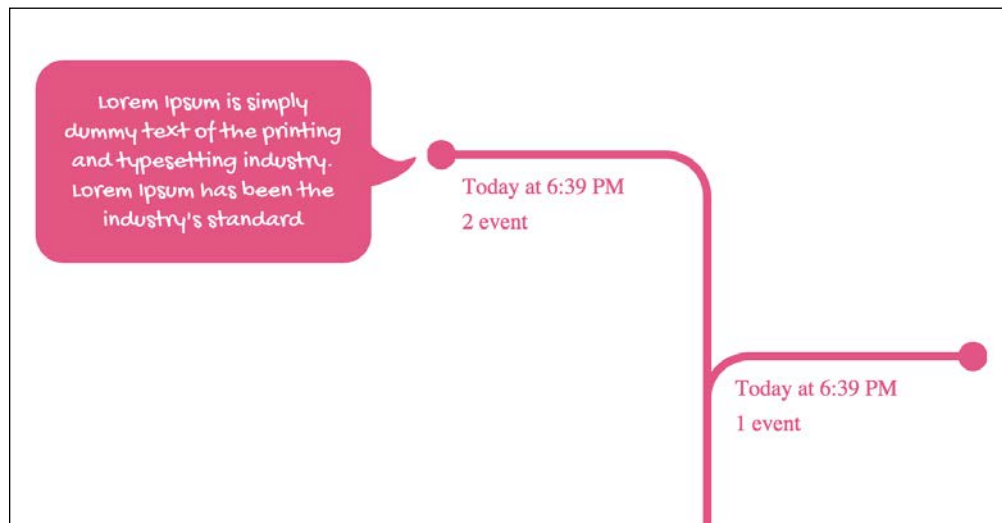 Lorem Ipsum is simply
dummy text of the printing
and typesetting industry.
Lorem Ipsum has been the
industry's standard
Today at 6:39 PM
2 event
Today at 6:39 PM
1 event